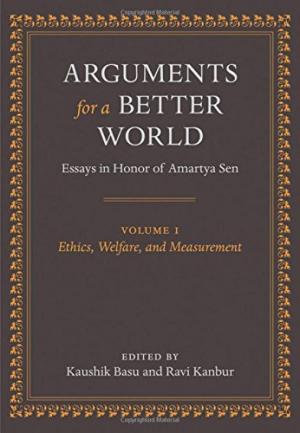 ARGUMENTS
for a BETTER
WORLD
Essays in Honor of Amartya Sen
VOLUME I
Ethics, Welfare, and Measurement
EDITED BY
Kaushik Basu and Ravi Kanbur